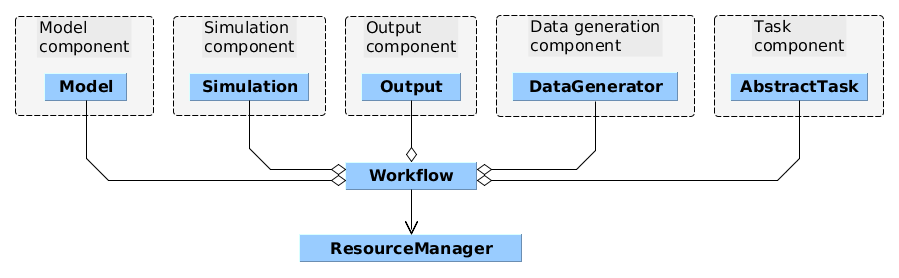 Model
component
Model
Simulation
component
Simulation
Output
component
Output
Data generation
component
DataGenerator
Task
component
AbstractTask
Workflow
ResourceManager